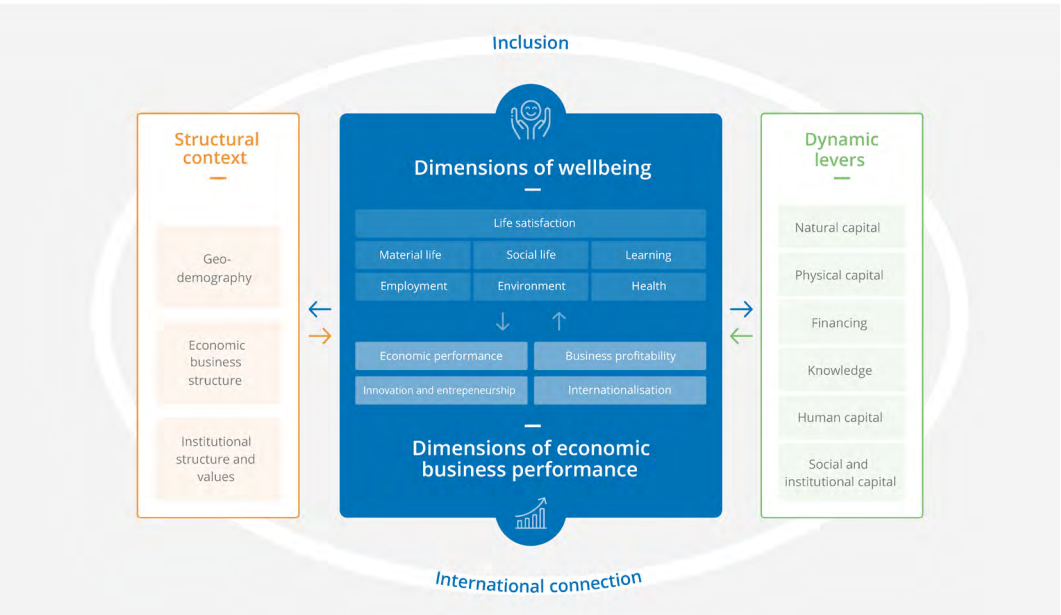 Inclusion
Structural
context
Geo-
demography
Economic
business
structure
Institutional
structure and
values
Dimensions of wellbeing
Life satisfaction
Material life
Social life
Learning
Employment
Environment
Health
Economic performance
Business profitability
Innovation and entrepeneurship
Internationalisation
Dimensions of economic
business performance
Dynamic
levers
Natural capital
Physical capital
Financing
Knowledge
Human capital
Social and
institutional capital
International connection